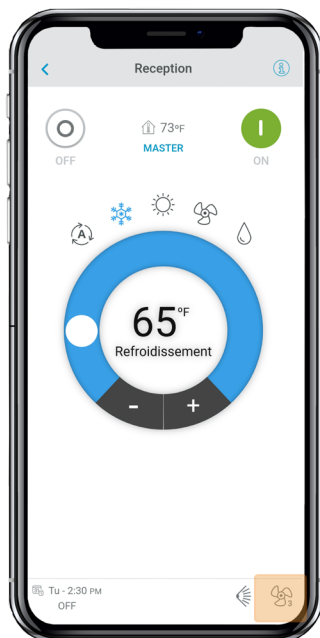 Reception
73°F
MASTER
OFF
ON
A
65°F
Refroidissement
- +
Tu - 2:30 PM
OFF
3